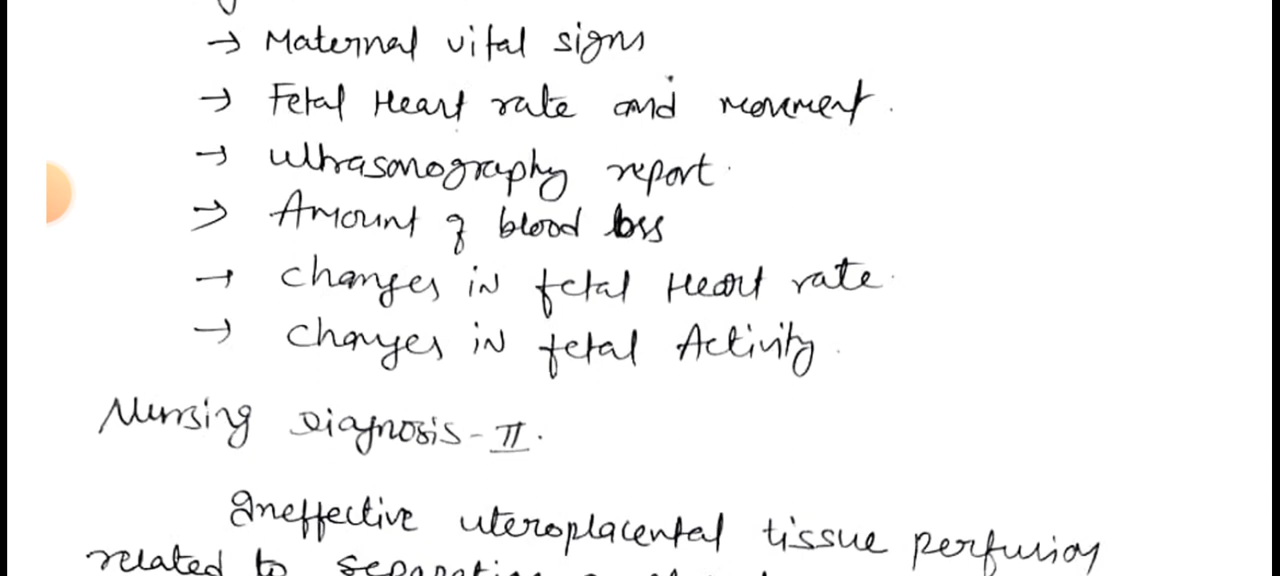 → Maternal vital signs
→ Fetal Heart rate and movement.
→ ultrasonography report.
→ Amount of blood loss
→ changes in fetal Heart rate.
→ changes in fetal Activity.
Nursing Diagnosis - II.
Ineffective uteroplacental tissue perfusion
related to